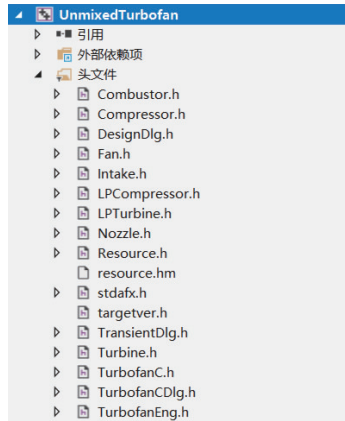 UnmixedTurbofan
引用
外部依赖项
头文件
Combustor.h
Compressor.h
DesignDlg.h
Fan.h
Intake.h
LPCompressor.h
LPTurbine.h
Nozzle.h
Resource.h
resource.hm
stdafx.h
targetver.h
TransientDlg.h
Turbine.h
TurbofanC.h
TurbofanCDlg.h
TurbofanEng.h